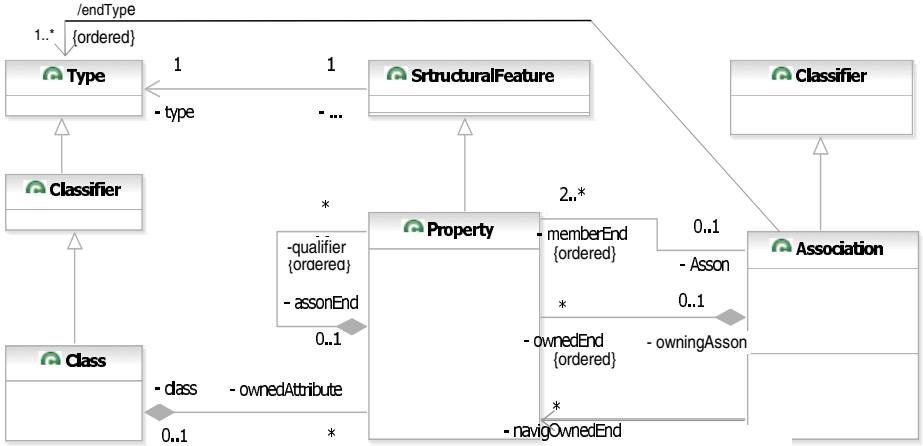 /endType
1..* {ordered}
Type
1
1
SrtructuralFeature
Classifier
- type
- ...
Classifier
*
2..*
Property
- memberEnd
{ordered}
0..1
- Asson
Association
-qualifier
{ordered}
- assonEnd
0..1
*
0..1
- ownedEnd
{ordered}
- owningAsson
Class
- class
- ownedAttribute
0..1
*
*
- navigOwnedEnd